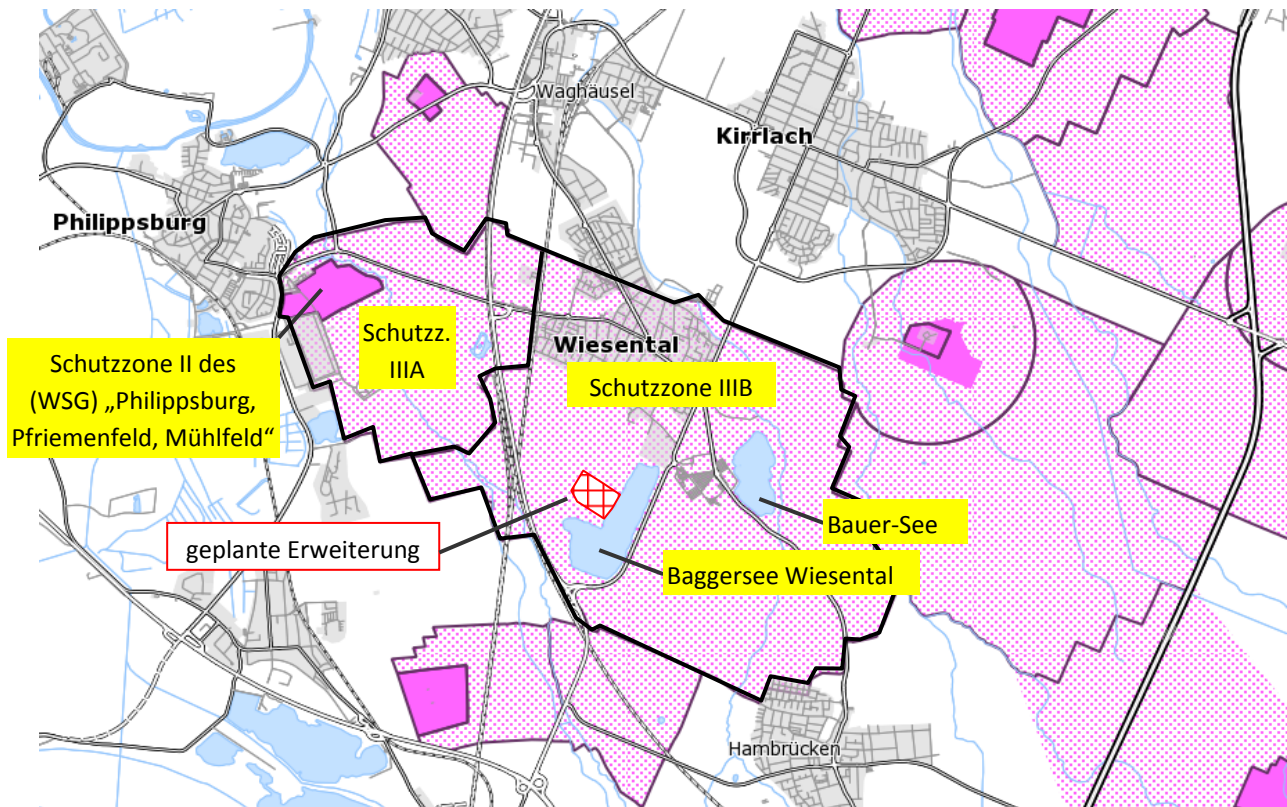 Waghäusel
Kirrlach
Philippsburg
Schutzz.
IIIA
Wiesental
Schutzzone IIIB
Schutzzone II des
(WSG) „Philippsburg,
Pfriemenfeld, Mühlfeld“
Bauer-See
geplante Erweiterung
Baggersee Wiesental
Hambrücken